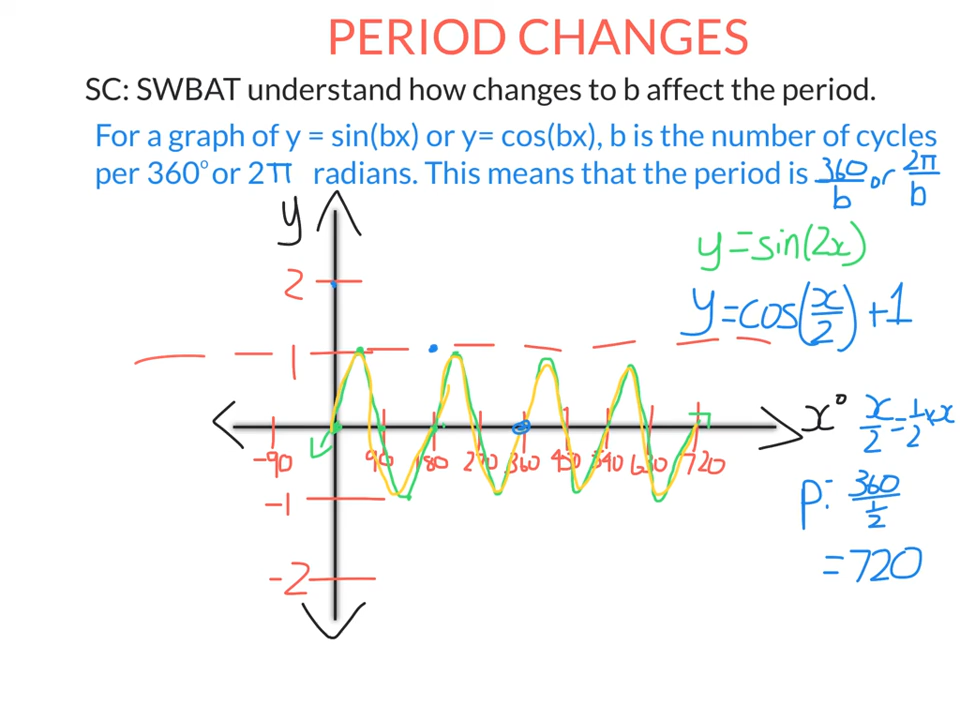 PERIOD CHANGES
SC: SWBAT understand how changes to b affect the period.
For a graph of y = sin(bx) or y= cos(bx), b is the number of cycles
per 360° or 2π radians. This means that the period is 360/b or 2π/b
y
y=sin(2x)
2
y=cos(x/2)+1
1
x°
x/2=1/2×x
-90 90 180 270 360 450 540 630 720
-1
p: 360/1/2
=720
-2